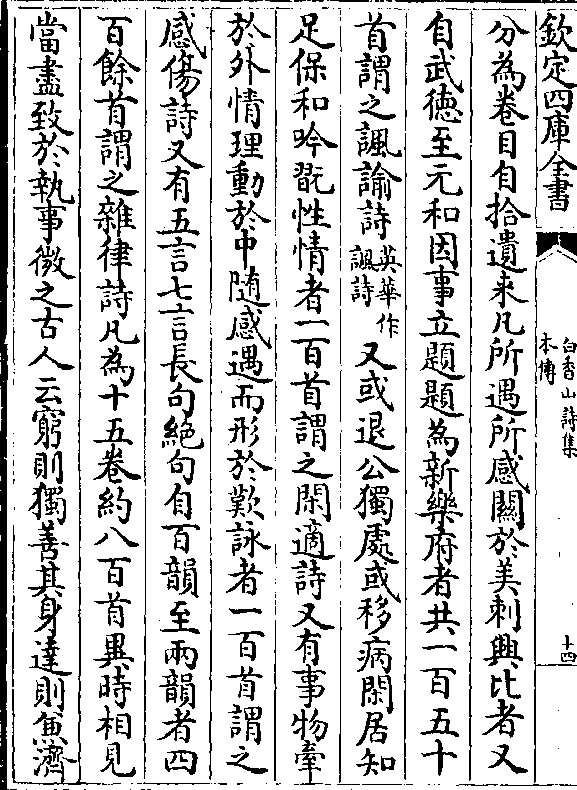 欽定四庫全書
白香山詩集
本傳
十四
分為卷目自拾遺来凡所遇所感關於美刺興比者又
自武徳至元和因事立題題為新樂府者共一百五十
首謂之諷諭詩英華作諷詩又或退公獨處或移病閑居知
足保和吟翫性情者一百首謂之閑適詩又有事物牽
於外情理動於中隨感遇而形於歎詠者一百首謂之
感傷詩又有五言七言長句絶句自百韻至兩韻者四
百餘首謂之雜律詩凡為十五卷約八百首異時相見
當盡致於執事微之古人云窮則獨善其身達則兼濟